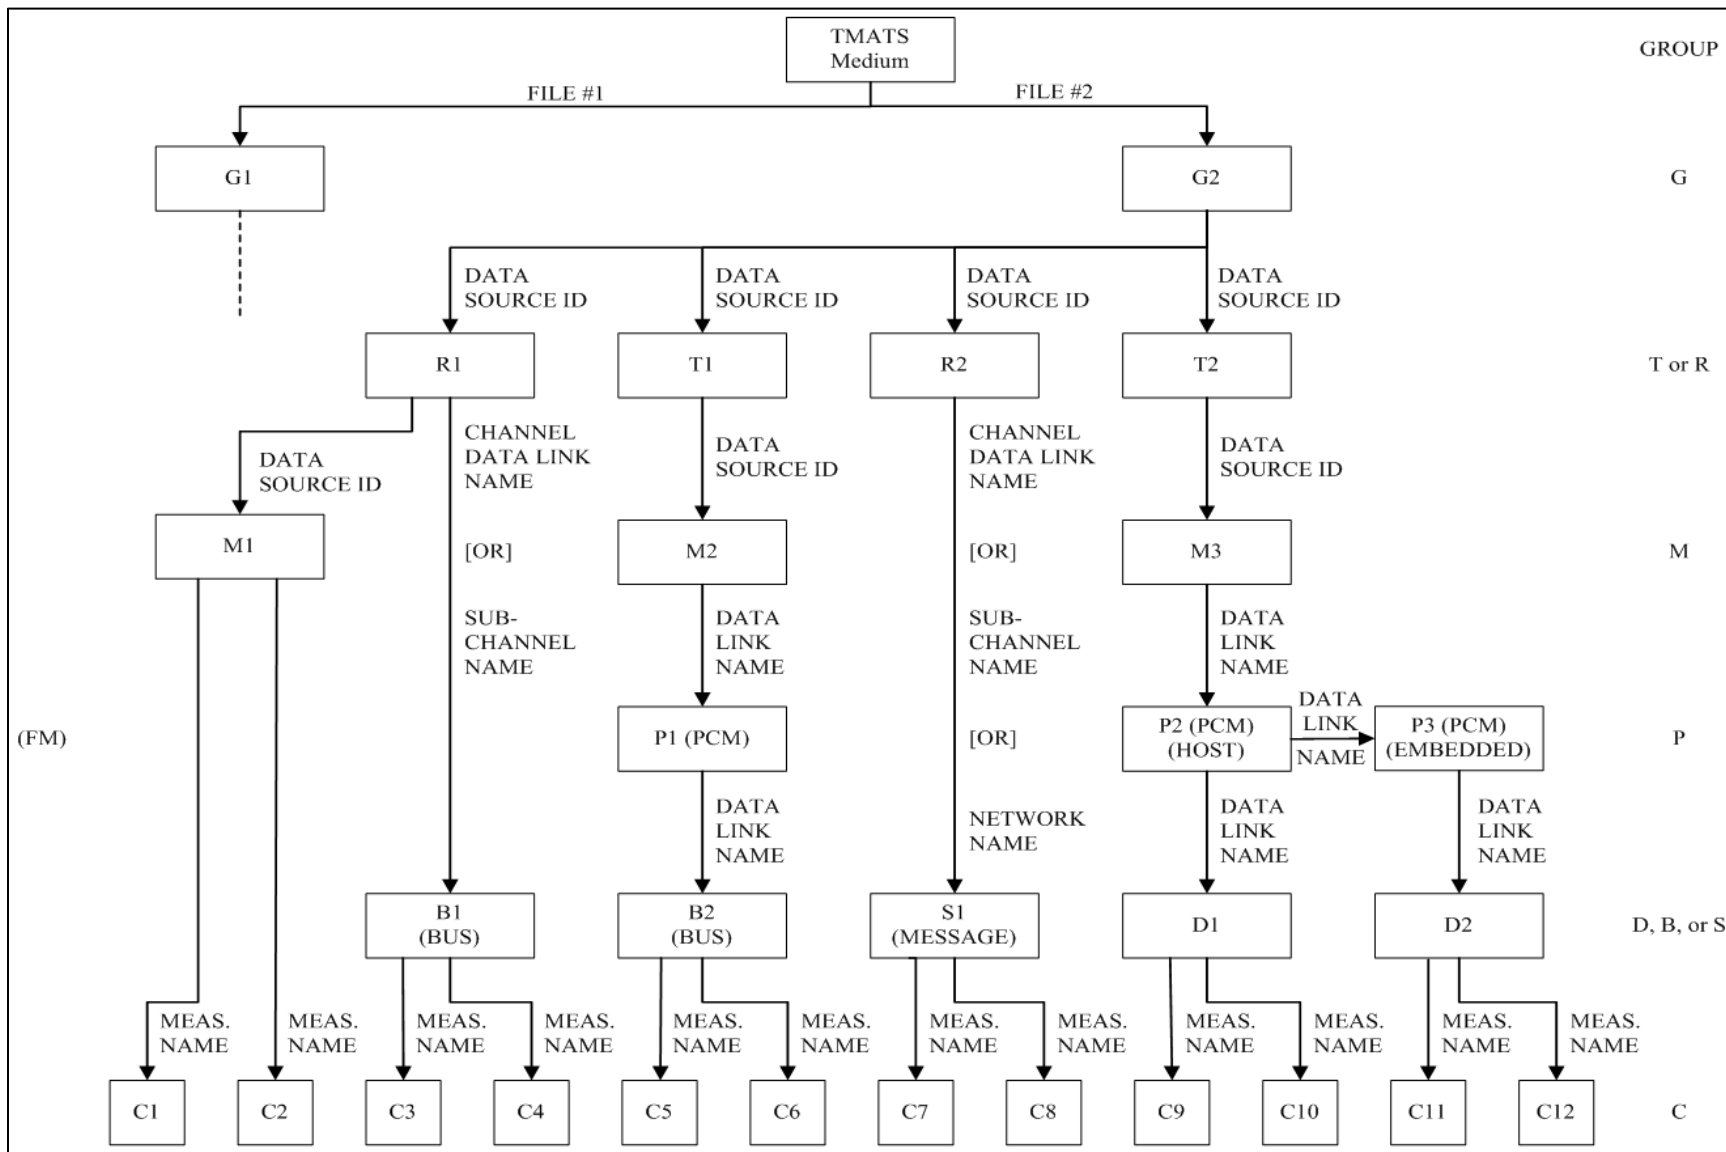 TMATS
Medium
GROUP
FILE #1
FILE #2
G1
G2
G
DATA
SOURCE ID
DATA
SOURCE ID
DATA
SOURCE ID
DATA
SOURCE ID
R1
T1
R2
T2
T or R
DATA
SOURCE ID
CHANNEL
DATA LINK
NAME
DATA
SOURCE ID
CHANNEL
DATA LINK
NAME
DATA
SOURCE ID
M1
[OR]
M2
[OR]
M3
M
SUB-
CHANNEL
NAME
DATA
LINK
NAME
SUB-
CHANNEL
NAME
DATA
LINK
NAME
(FM)
P1 (PCM)
[OR]
P2 (PCM)
(HOST)
DATA
LINK
NAME
P3 (PCM)
(EMBEDDED)
P
DATA
LINK
NAME
NETWORK
NAME
DATA
LINK
NAME
DATA
LINK
NAME
B1
(BUS)
B2
(BUS)
S1
(MESSAGE)
D1
D2
D, B, or S
MEAS.
NAME
MEAS.
NAME
MEAS.
NAME
MEAS.
NAME
MEAS.
NAME
MEAS.
NAME
MEAS.
NAME
MEAS.
NAME
MEAS.
NAME
MEAS.
NAME
MEAS.
NAME
MEAS.
NAME
C1
C2
C3
C4
C5
C6
C7
C8
C9
C10
C11
C12
C